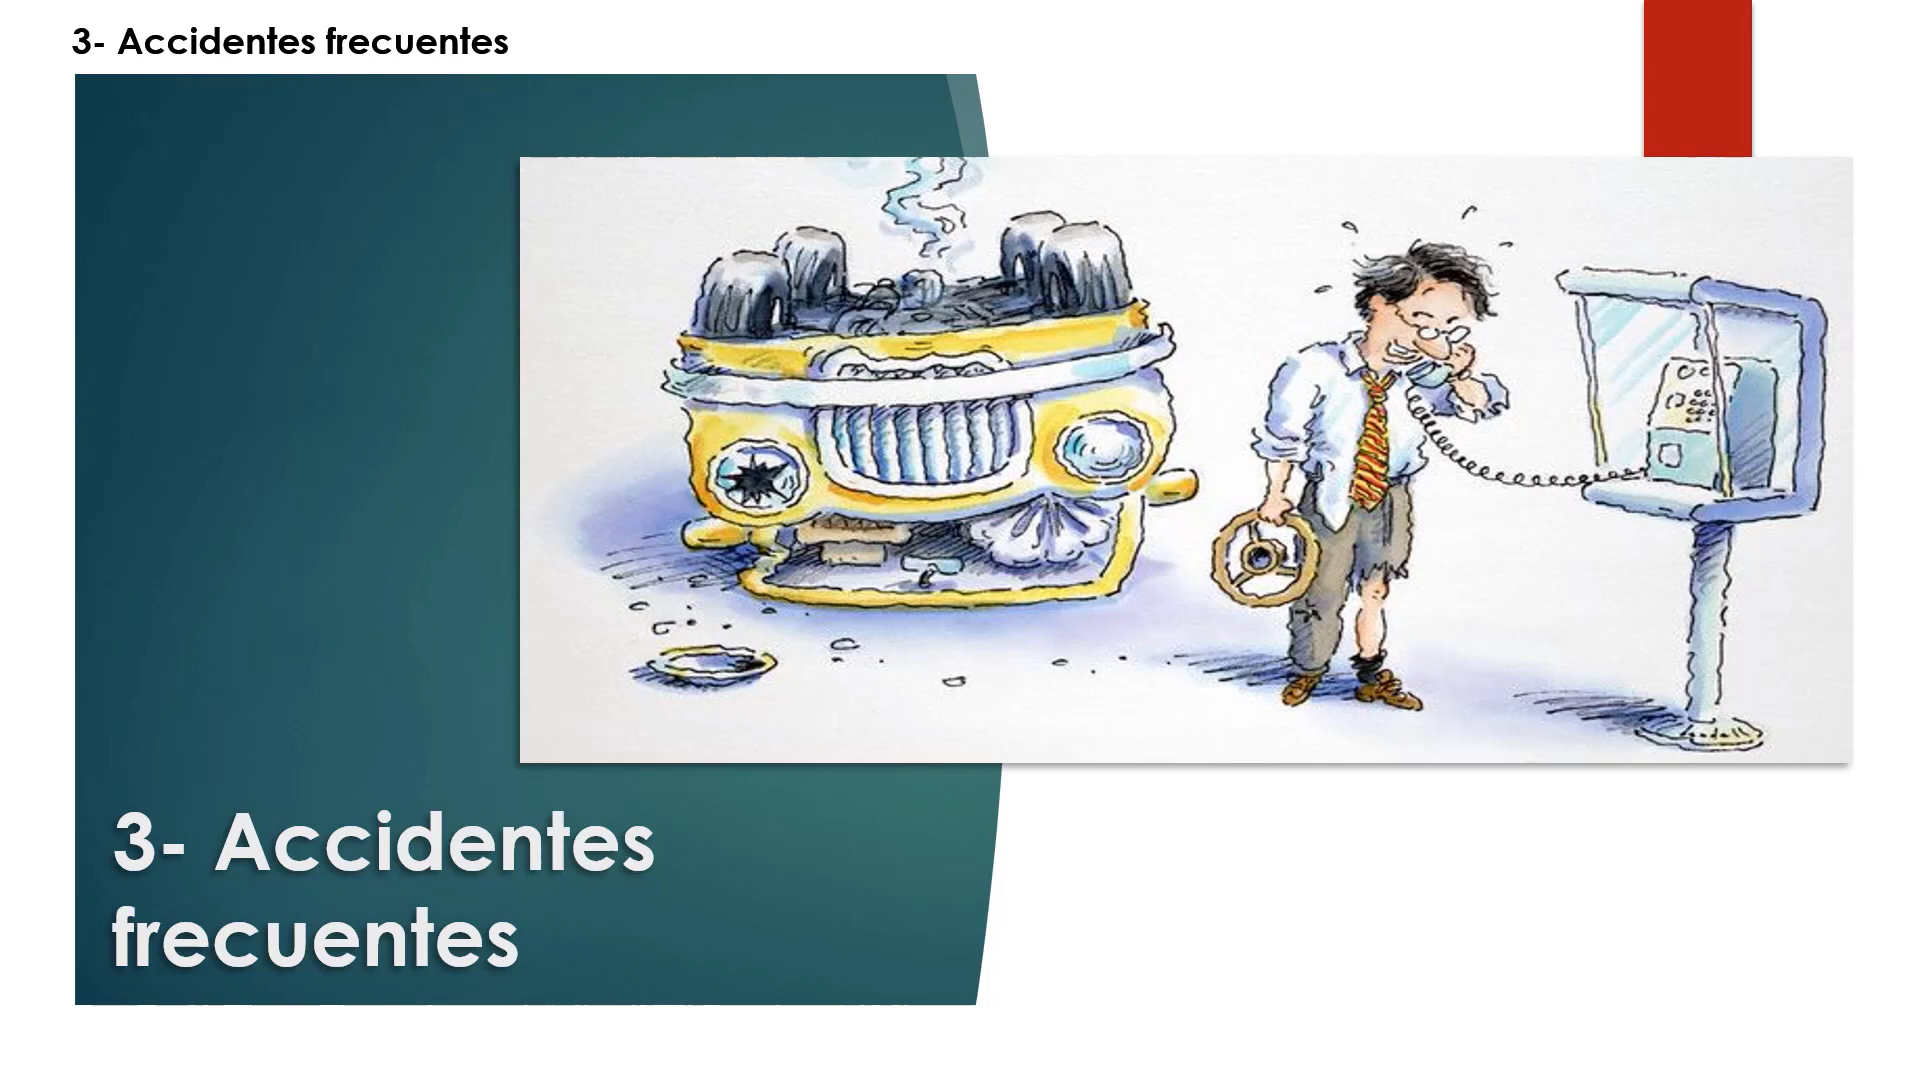 3- Accidentes frecuentes
3- Accidentes
frecuentes